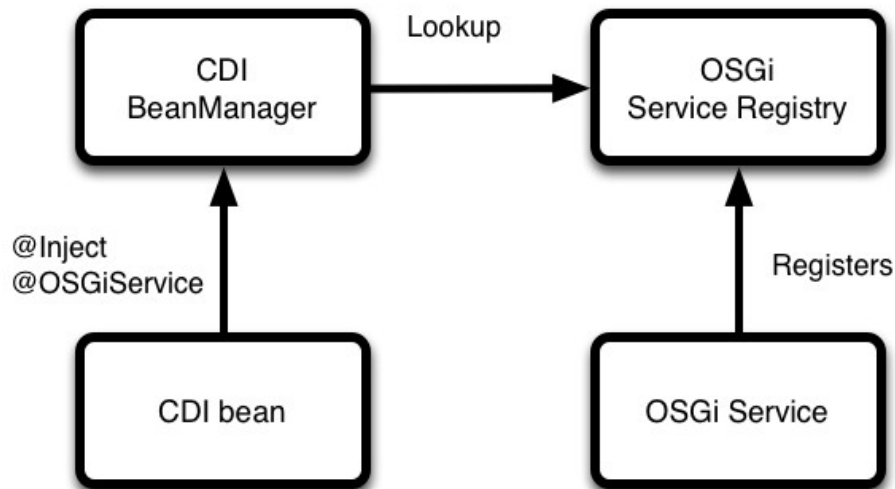 Lookup
CDI
BeanManager
OSGi
Service Registry
@Inject
@OSGiService
Registers
CDI bean
OSGi Service